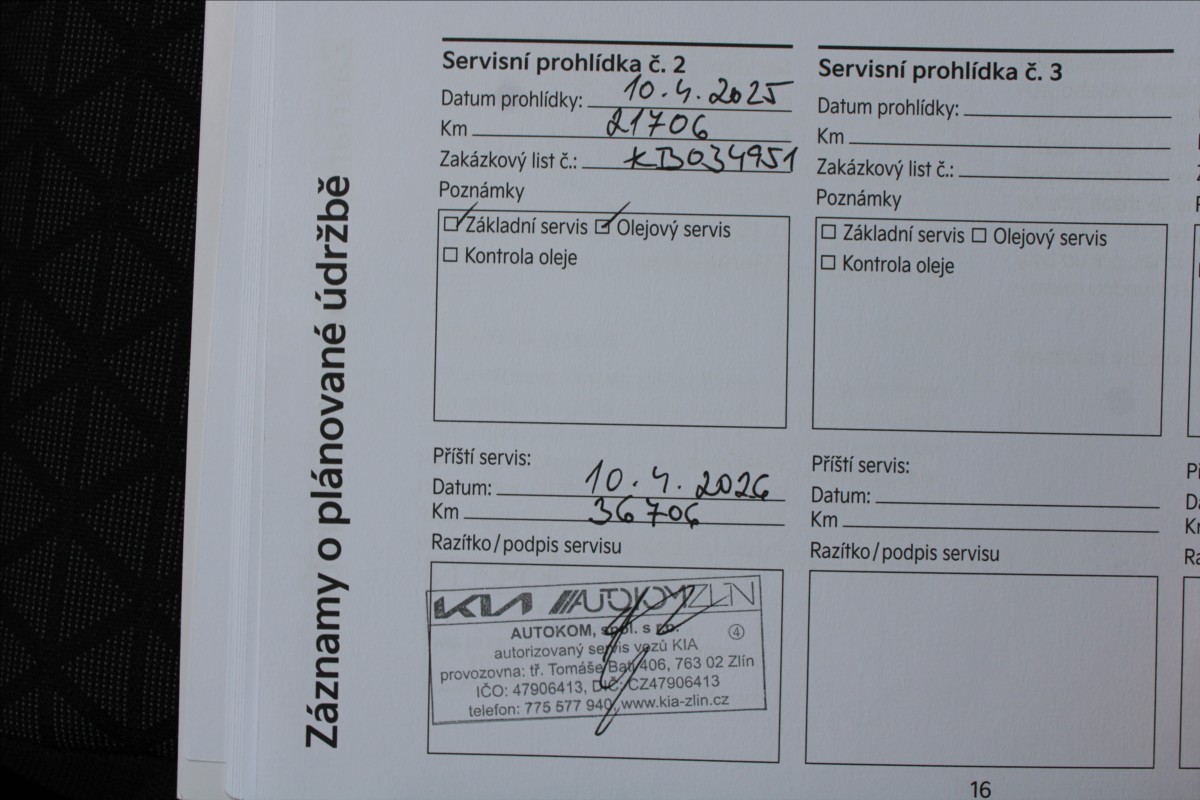 Záznamy o plánované údržbě
Servisní prohlídka č. 2
Datum prohlídky: 10.4.2025
Km 21706
Zakázkový list č.: KB034951
Poznámky
Základní servis Olejový servis
Kontrola oleje
Příští servis:
Datum: 10.4.2026
Km 36706
Razítko/podpis servisu
KIA AUTOKOM ZLÍN
AUTOKOM, spol. s r.o.
autorizovaný servis vozů KIA
provozovna: tř. Tomáše Bati 406, 763 02 Zlín
IČO: 47906413, DIČ: CZ47906413
telefon: 775 577 940, www.kia-zlin.cz
4
Servisní prohlídka č. 3
Datum prohlídky:
Km
Zakázkový list č.:
Poznámky
Základní servis Olejový servis
Kontrola oleje
Příští servis:
Datum:
Km
Razítko/podpis servisu
16